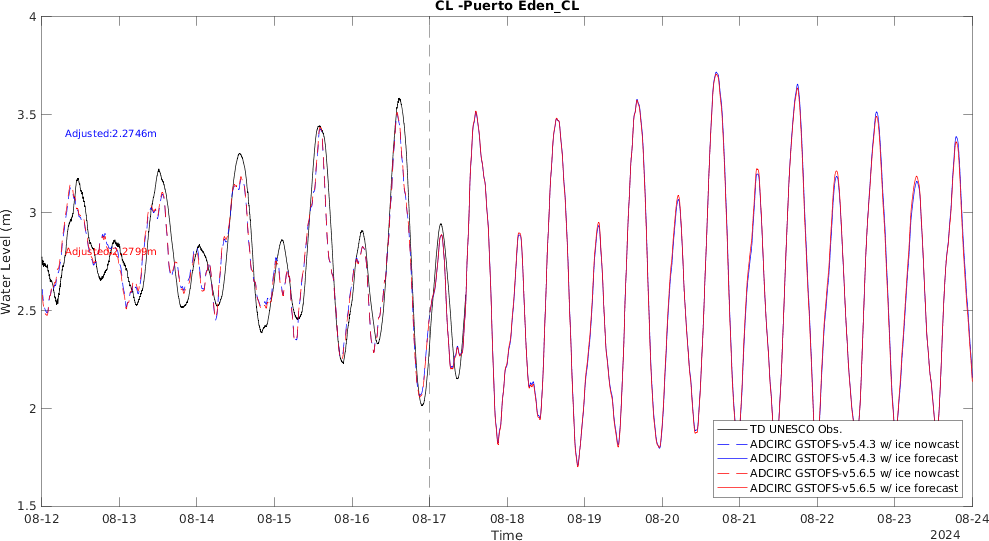 CL -Puerto Eden_CL
Water Level (m)
4
3.5
3
2.5
2
1.5
Adjusted:2.2746m
Adjusted:2.2799m
TD UNESCO Obs.
ADCIRC GSTOFS-v5.4.3 w/ ice nowcast
ADCIRC GSTOFS-v5.4.3 w/ ice forecast
ADCIRC GSTOFS-v5.6.5 w/ ice nowcast
ADCIRC GSTOFS-v5.6.5 w/ ice forecast
08-12 08-13 08-14 08-15 08-16 08-17 08-18 08-19 08-20 08-21 08-22 08-23 08-24
Time
2024